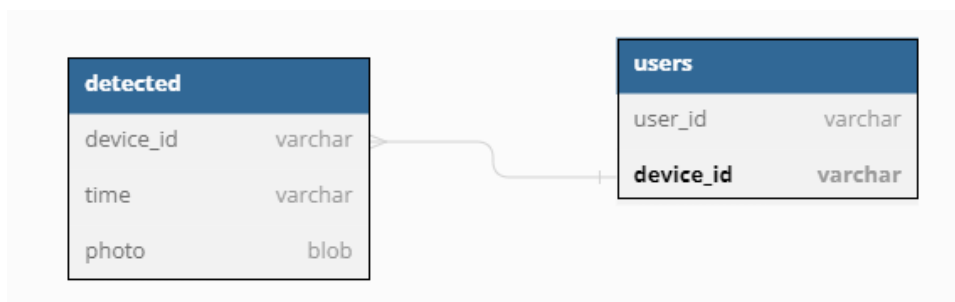 detected
device_id varchar
time varchar
photo blob
users
user_id varchar
device_id varchar